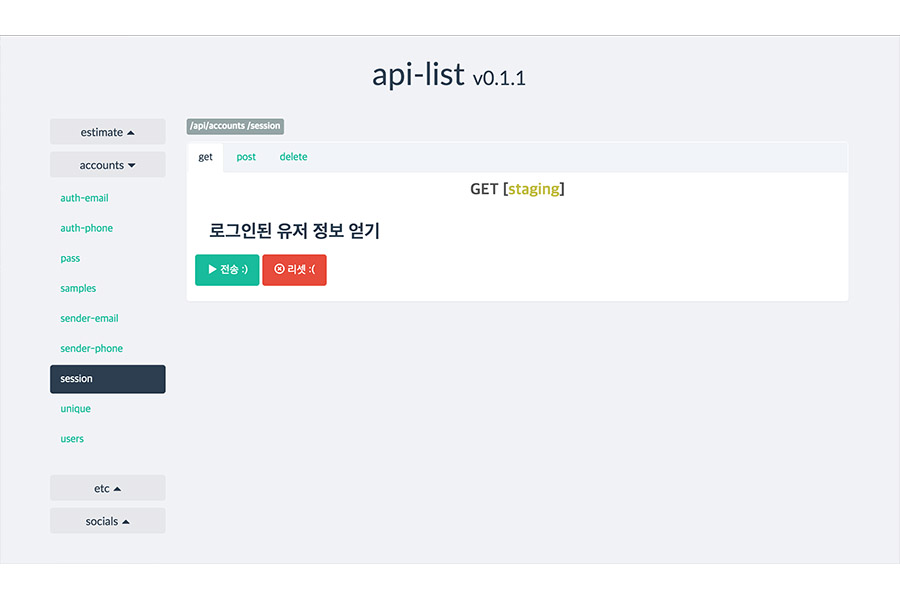 api-list v0.1.1
estimate
accounts
auth-email
auth-phone
pass
samples
sender-email
sender-phone
session
unique
users
etc
socials
/api/accounts /session
get post delete
GET [staging]
로그인된 유저 정보 얻기
전송 :) 리셋 :(